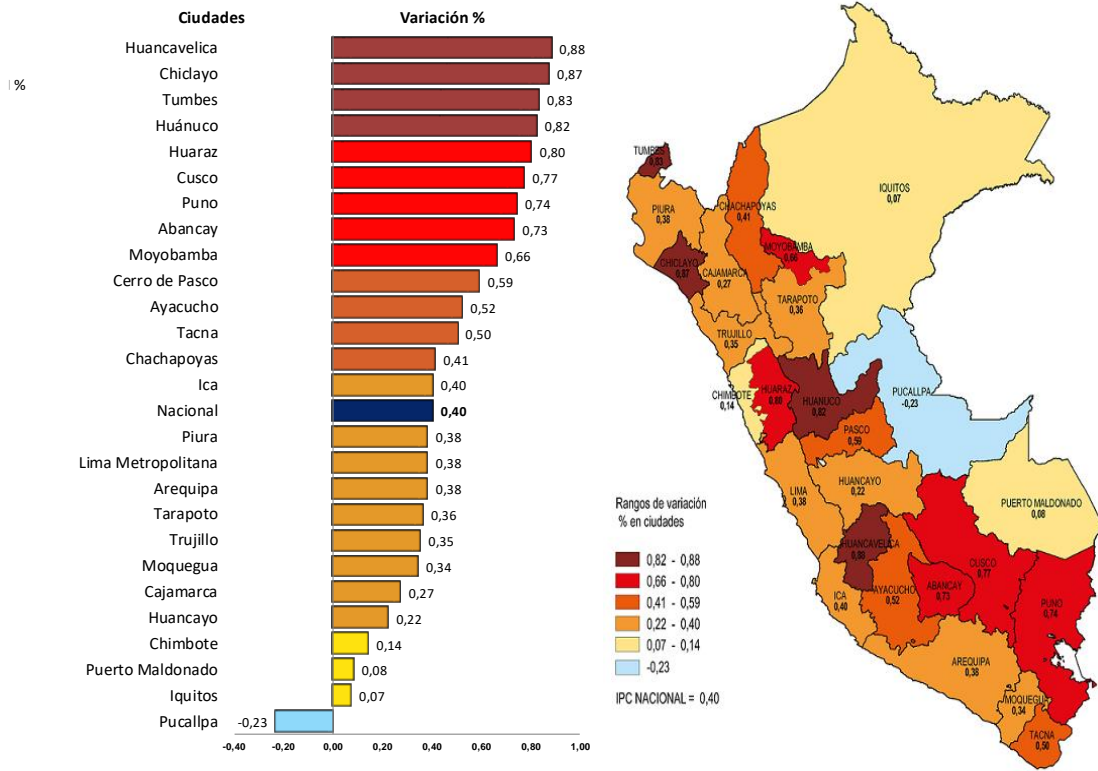 Ciudades Variación %
Huancavelica 0,88
Chiclayo 0,87
%
Tumbes 0,83
Huánuco 0,82
Huaraz 0,80
Cusco 0,77
Puno 0,74
Abancay 0,73
Moyobamba 0,66
Cerro de Pasco 0,59
Ayacucho 0,52
Tacna 0,50
Chachapoyas 0,41
Ica 0,40
Nacional 0,40
Piura 0,38
Lima Metropolitana 0,38
Arequipa 0,38
Tarapoto 0,36
Trujillo 0,35
Moquegua 0,34
Cajamarca 0,27
Huancayo 0,22
Chimbote 0,14
Puerto Maldonado 0,08
Iquitos 0,07
Pucallpa -0,23
-0,40 -0,20 0,00 0,20 0,40 0,60 0,80 1,00
TUMBES
0,83
IQUITOS
0,07
PIURA
0,38
CHACHAPOYAS
0,41
MOYOBAMBA
0,66
CHICLAYO
0,87
CAJAMARCA
0,27
TARAPOTO
0,36
TRUJILLO
0,35
CHIMBOTE
0,14
HUARAZ
0,80
HUANUCO
0,82
PUCALLPA
-0,23
PASCO
0,59
LIMA
0,38
HUANCAYO
0,22
PUERTO MALDONADO
0,08
HUANCAVELICA
0,88
CUSCO
0,77
ICA
0,40
AYACUCHO
0,52
ABANCAY
0,73
PUNO
0,74
AREQUIPA
0,38
MOQUEGUA
0,34
TACNA
0,50
Rangos de variación
% en ciudades
0,82 - 0,88
0,66 - 0,80
0,41 - 0,59
0,22 - 0,40
0,07 - 0,14
-0,23
IPC NACIONAL = 0,40